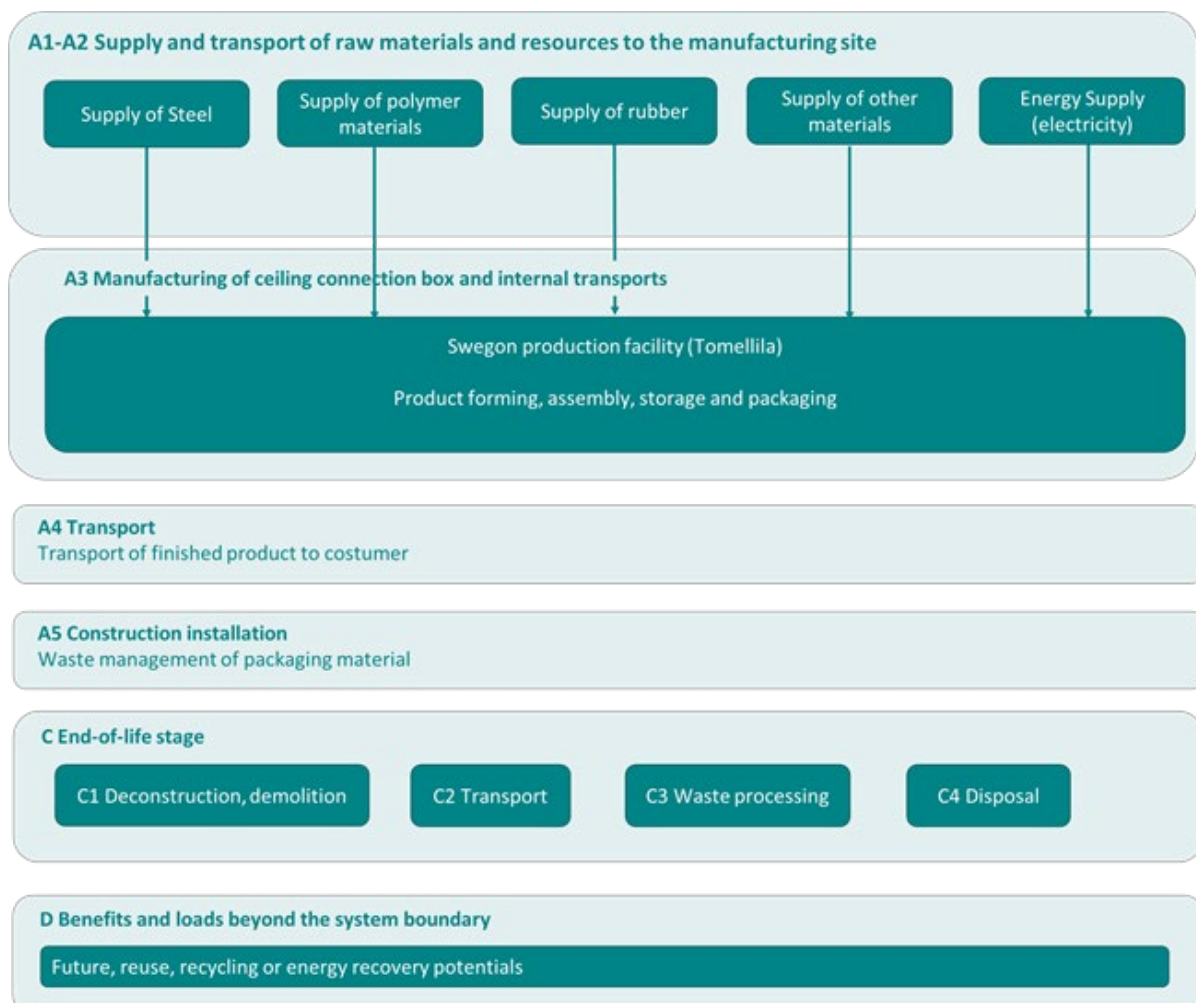 A1-A2 Supply and transport of raw materials and resources to the manufacturing site
Supply of Steel
Supply of polymer
materials
Supply of rubber
Supply of other
materials
Energy Supply
(electricity)
A3 Manufacturing of ceiling connection box and internal transports
Swegon production facility (Tomellila)
Product forming, assembly, storage and packaging
A4 Transport
Transport of finished product to costumer
A5 Construction installation
Waste management of packaging material
C End-of-life stage
C1 Deconstruction, demolition
C2 Transport
C3 Waste processing
C4 Disposal
D Benefits and loads beyond the system boundary
Future, reuse, recycling or energy recovery potentials